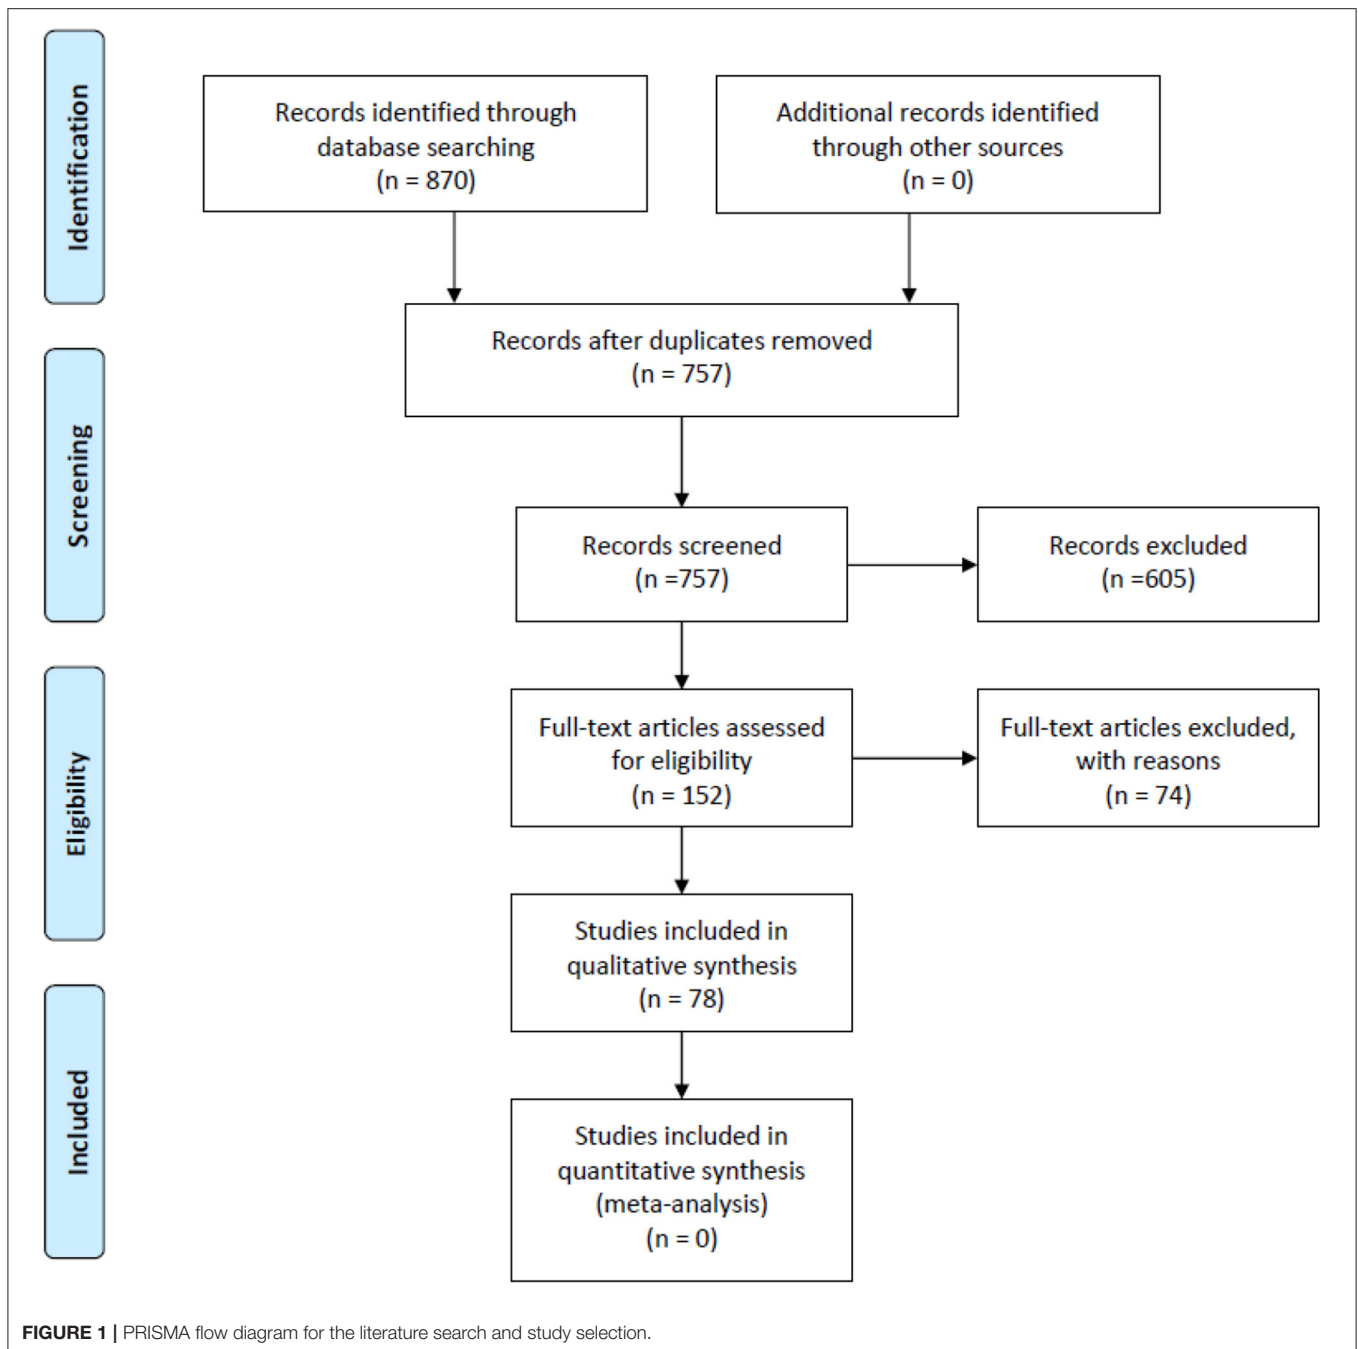 Identification
Records identified through
database searching
(n = 870)
Additional records identified
through other sources
(n = 0)
Records after duplicates removed
(n = 757)
Screening
Records screened
(n =757)
Records excluded
(n =605)
Eligibility
Full-text articles assessed
for eligibility
(n = 152)
Full-text articles excluded,
with reasons
(n = 74)
Studies included in
qualitative synthesis
(n = 78)
Included
Studies included in
quantitative synthesis
(meta-analysis)
(n = 0)
FIGURE 1 | PRISMA flow diagram for the literature search and study selection.